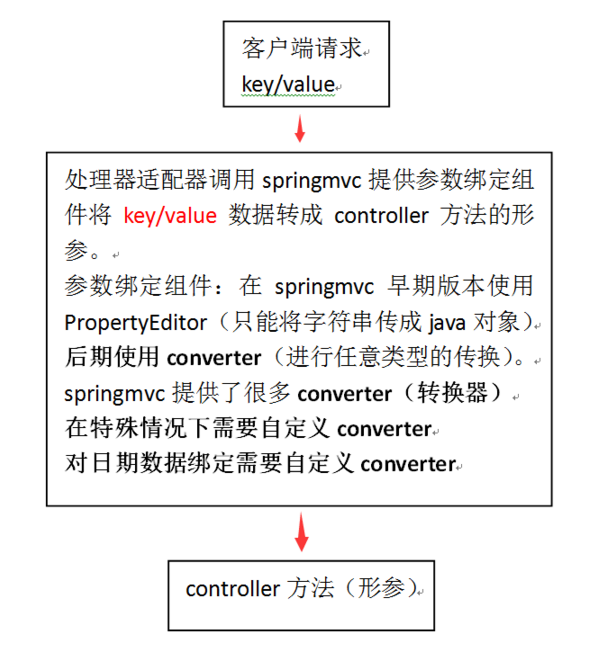 客户端请求
key/value
处理器适配器调用 springmvc 提供参数绑定组
件将 key/value 数据转成 controller 方法的形
参。
参数绑定组件：在 springmvc 早期版本使用
PropertyEditor（只能将字符串传成 java 对象）
后期使用 converter（进行任意类型的传换）。
springmvc 提供了很多 converter（转换器）
在特殊情况下需要自定义 converter
对日期数据绑定需要自定义 converter
controller 方法（形参）